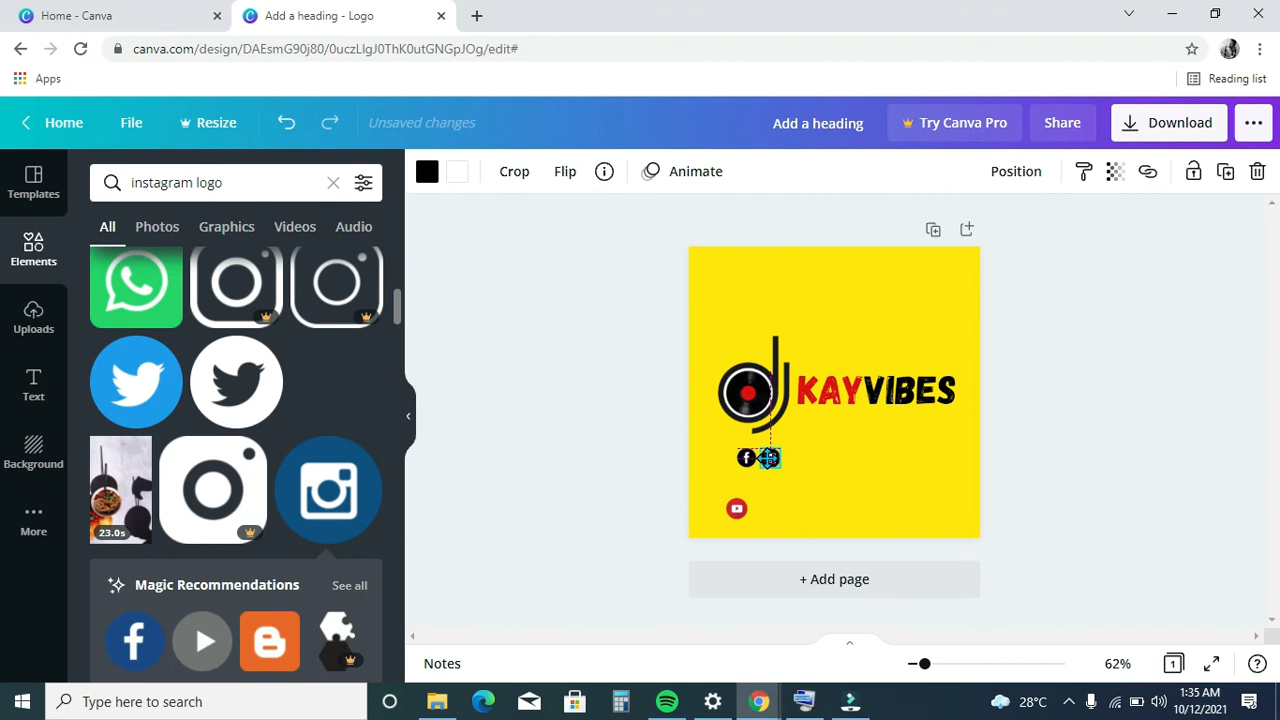 Home - Canva
Add a heading - Logo
canva.com/design/DAEsmG90j80/0uczLlgJ0ThK0utGNGpJOg/edit#
Apps
Reading list
Home
File
Resize
Unsaved changes
Add a heading
Try Canva Pro
Share
Download
Templates
Elements
Uploads
Text
Background
More
instagram logo
All
Photos
Graphics
Videos
Audio
23.0s
Magic Recommendations
See all
Crop
Flip
Animate
Position
dj KAYVIBES
+ Add page
Notes
62%
1
Type here to search
28°C
1:35 AM
10/12/2021